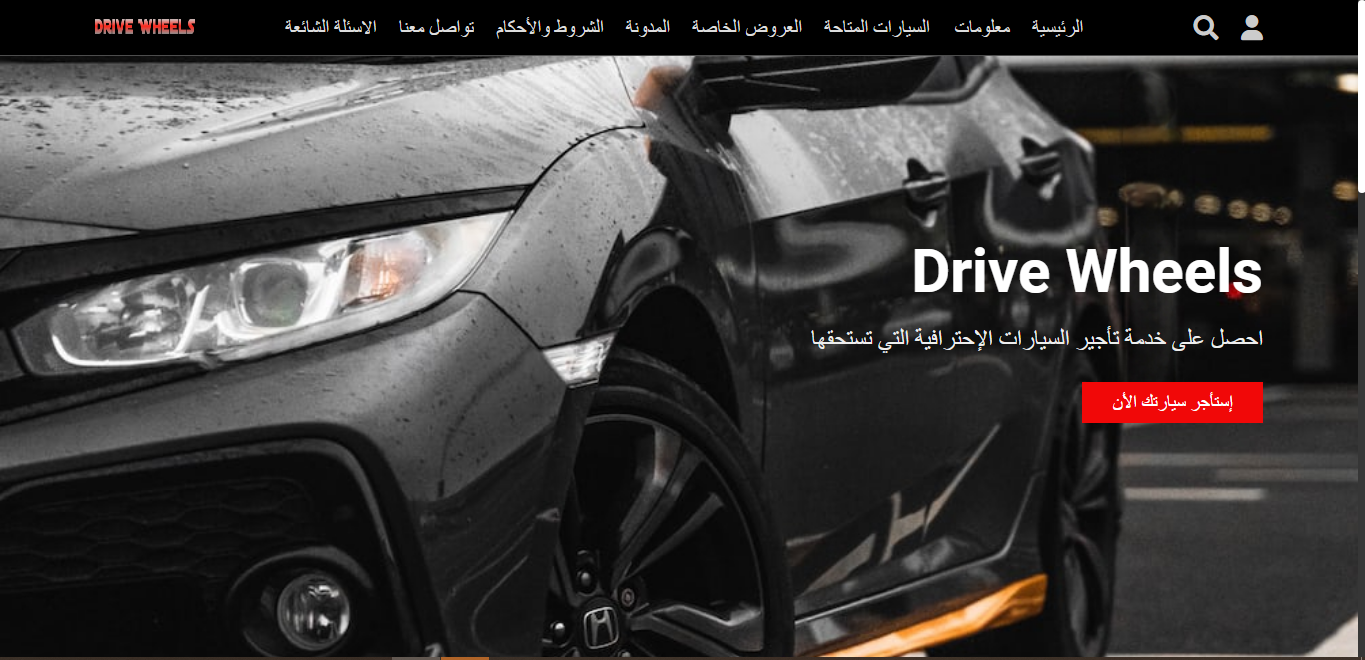 DRIVE WHEELS
الرئيسية معلومات السيارات المتاحة العروض الخاصة المدونة الشروط والأحكام تواصل معنا الاسئلة الشائعة
Drive Wheels
احصل على خدمة تأجير السيارات الإحترافية التي تستحقها
إستأجر سيارتك الأن